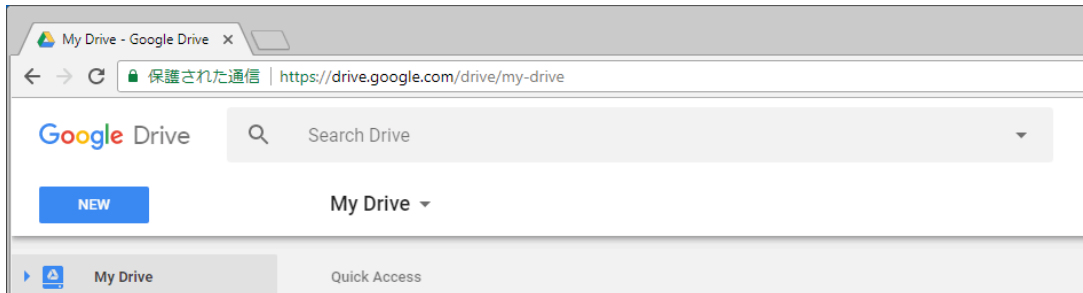 My Drive - Google Drive
保護された通信 https://drive.google.com/drive/my-drive
Google Drive Search Drive
NEW My Drive
My Drive Quick Access